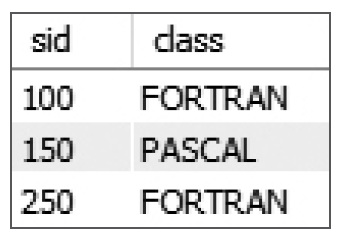 sid class
100 FORTRAN
150 PASCAL
250 FORTRAN